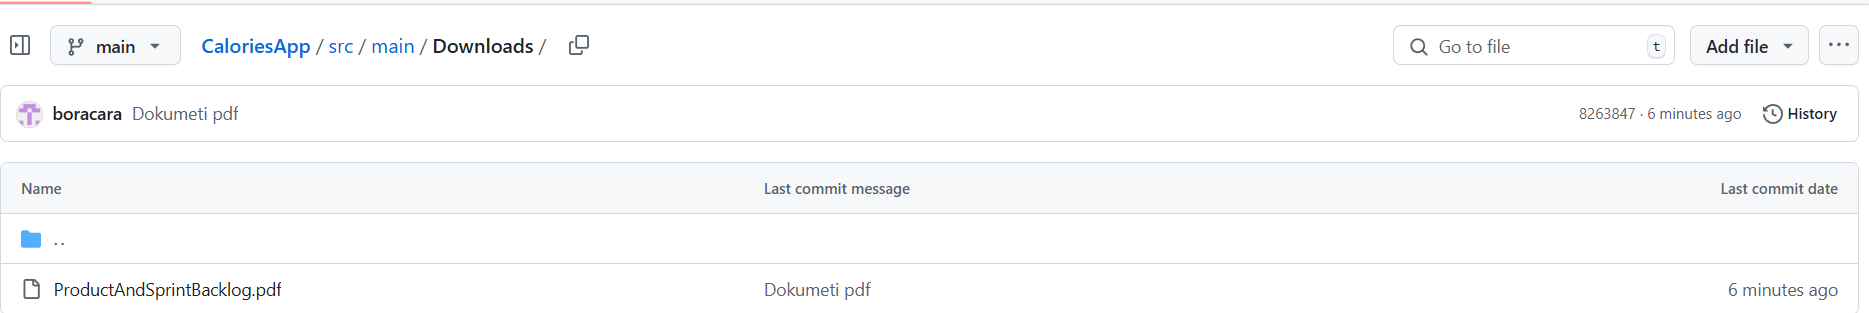 main CaloriesApp / src / main / Downloads / Go to file t Add file
boracara Dokumeti pdf 8263847 · 6 minutes ago History
Name Last commit message Last commit date
..
ProductAndSprintBacklog.pdf Dokumeti pdf 6 minutes ago